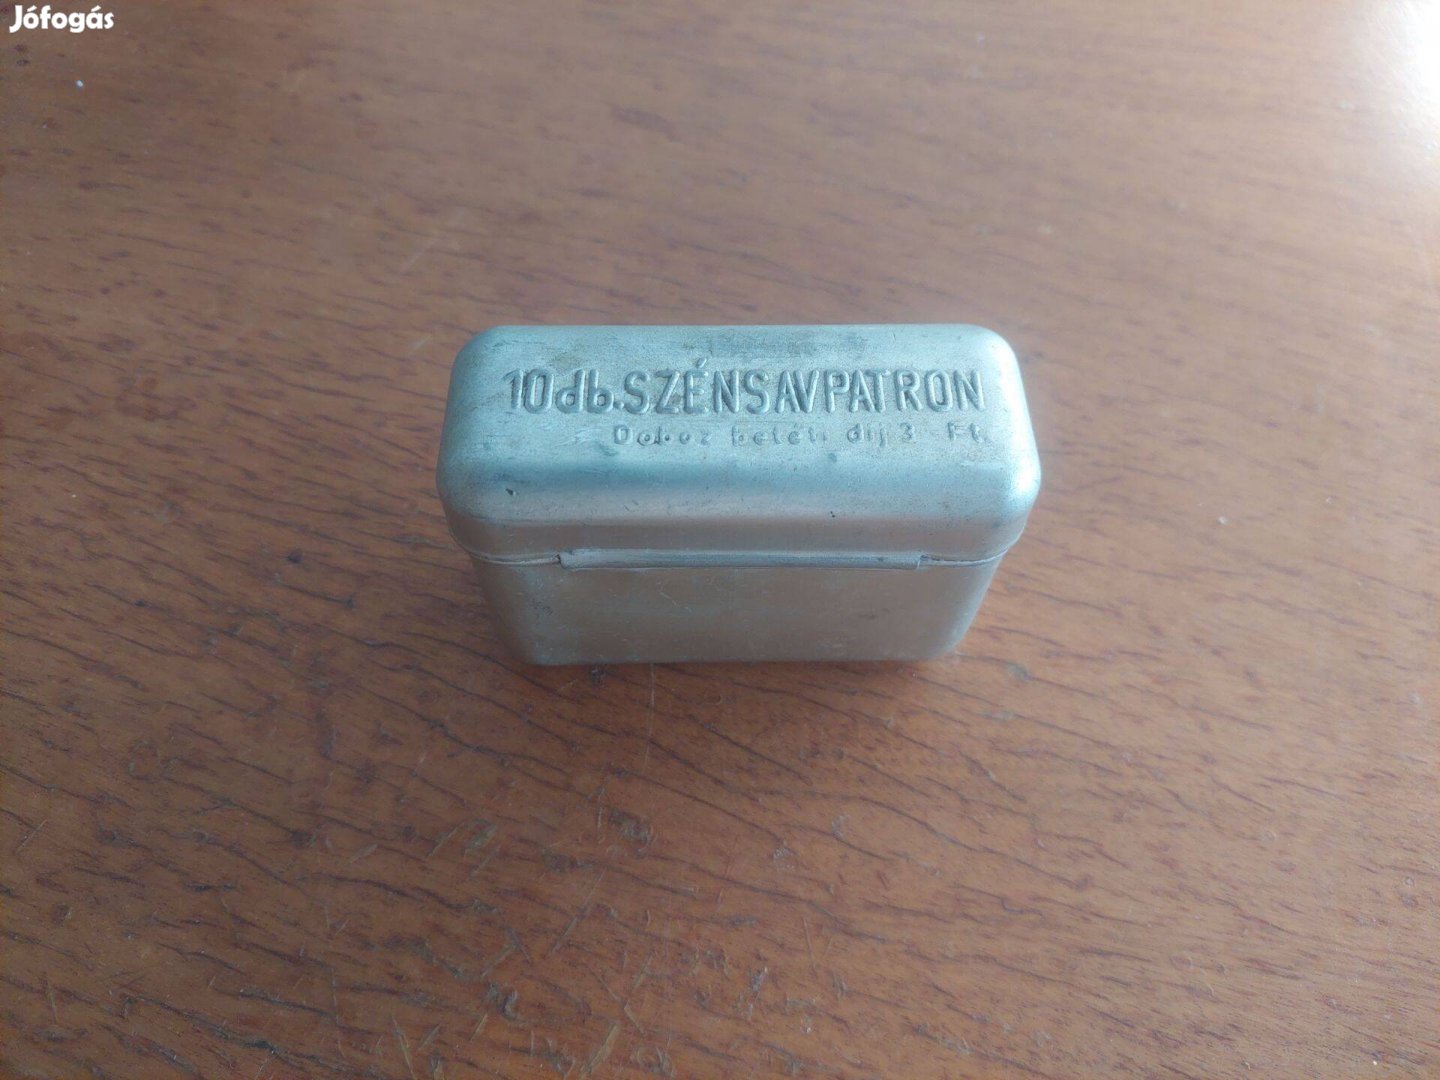 Jófogás
10db.SZÉNSAVPATRON
Doboz betéti díj 3 Ft.